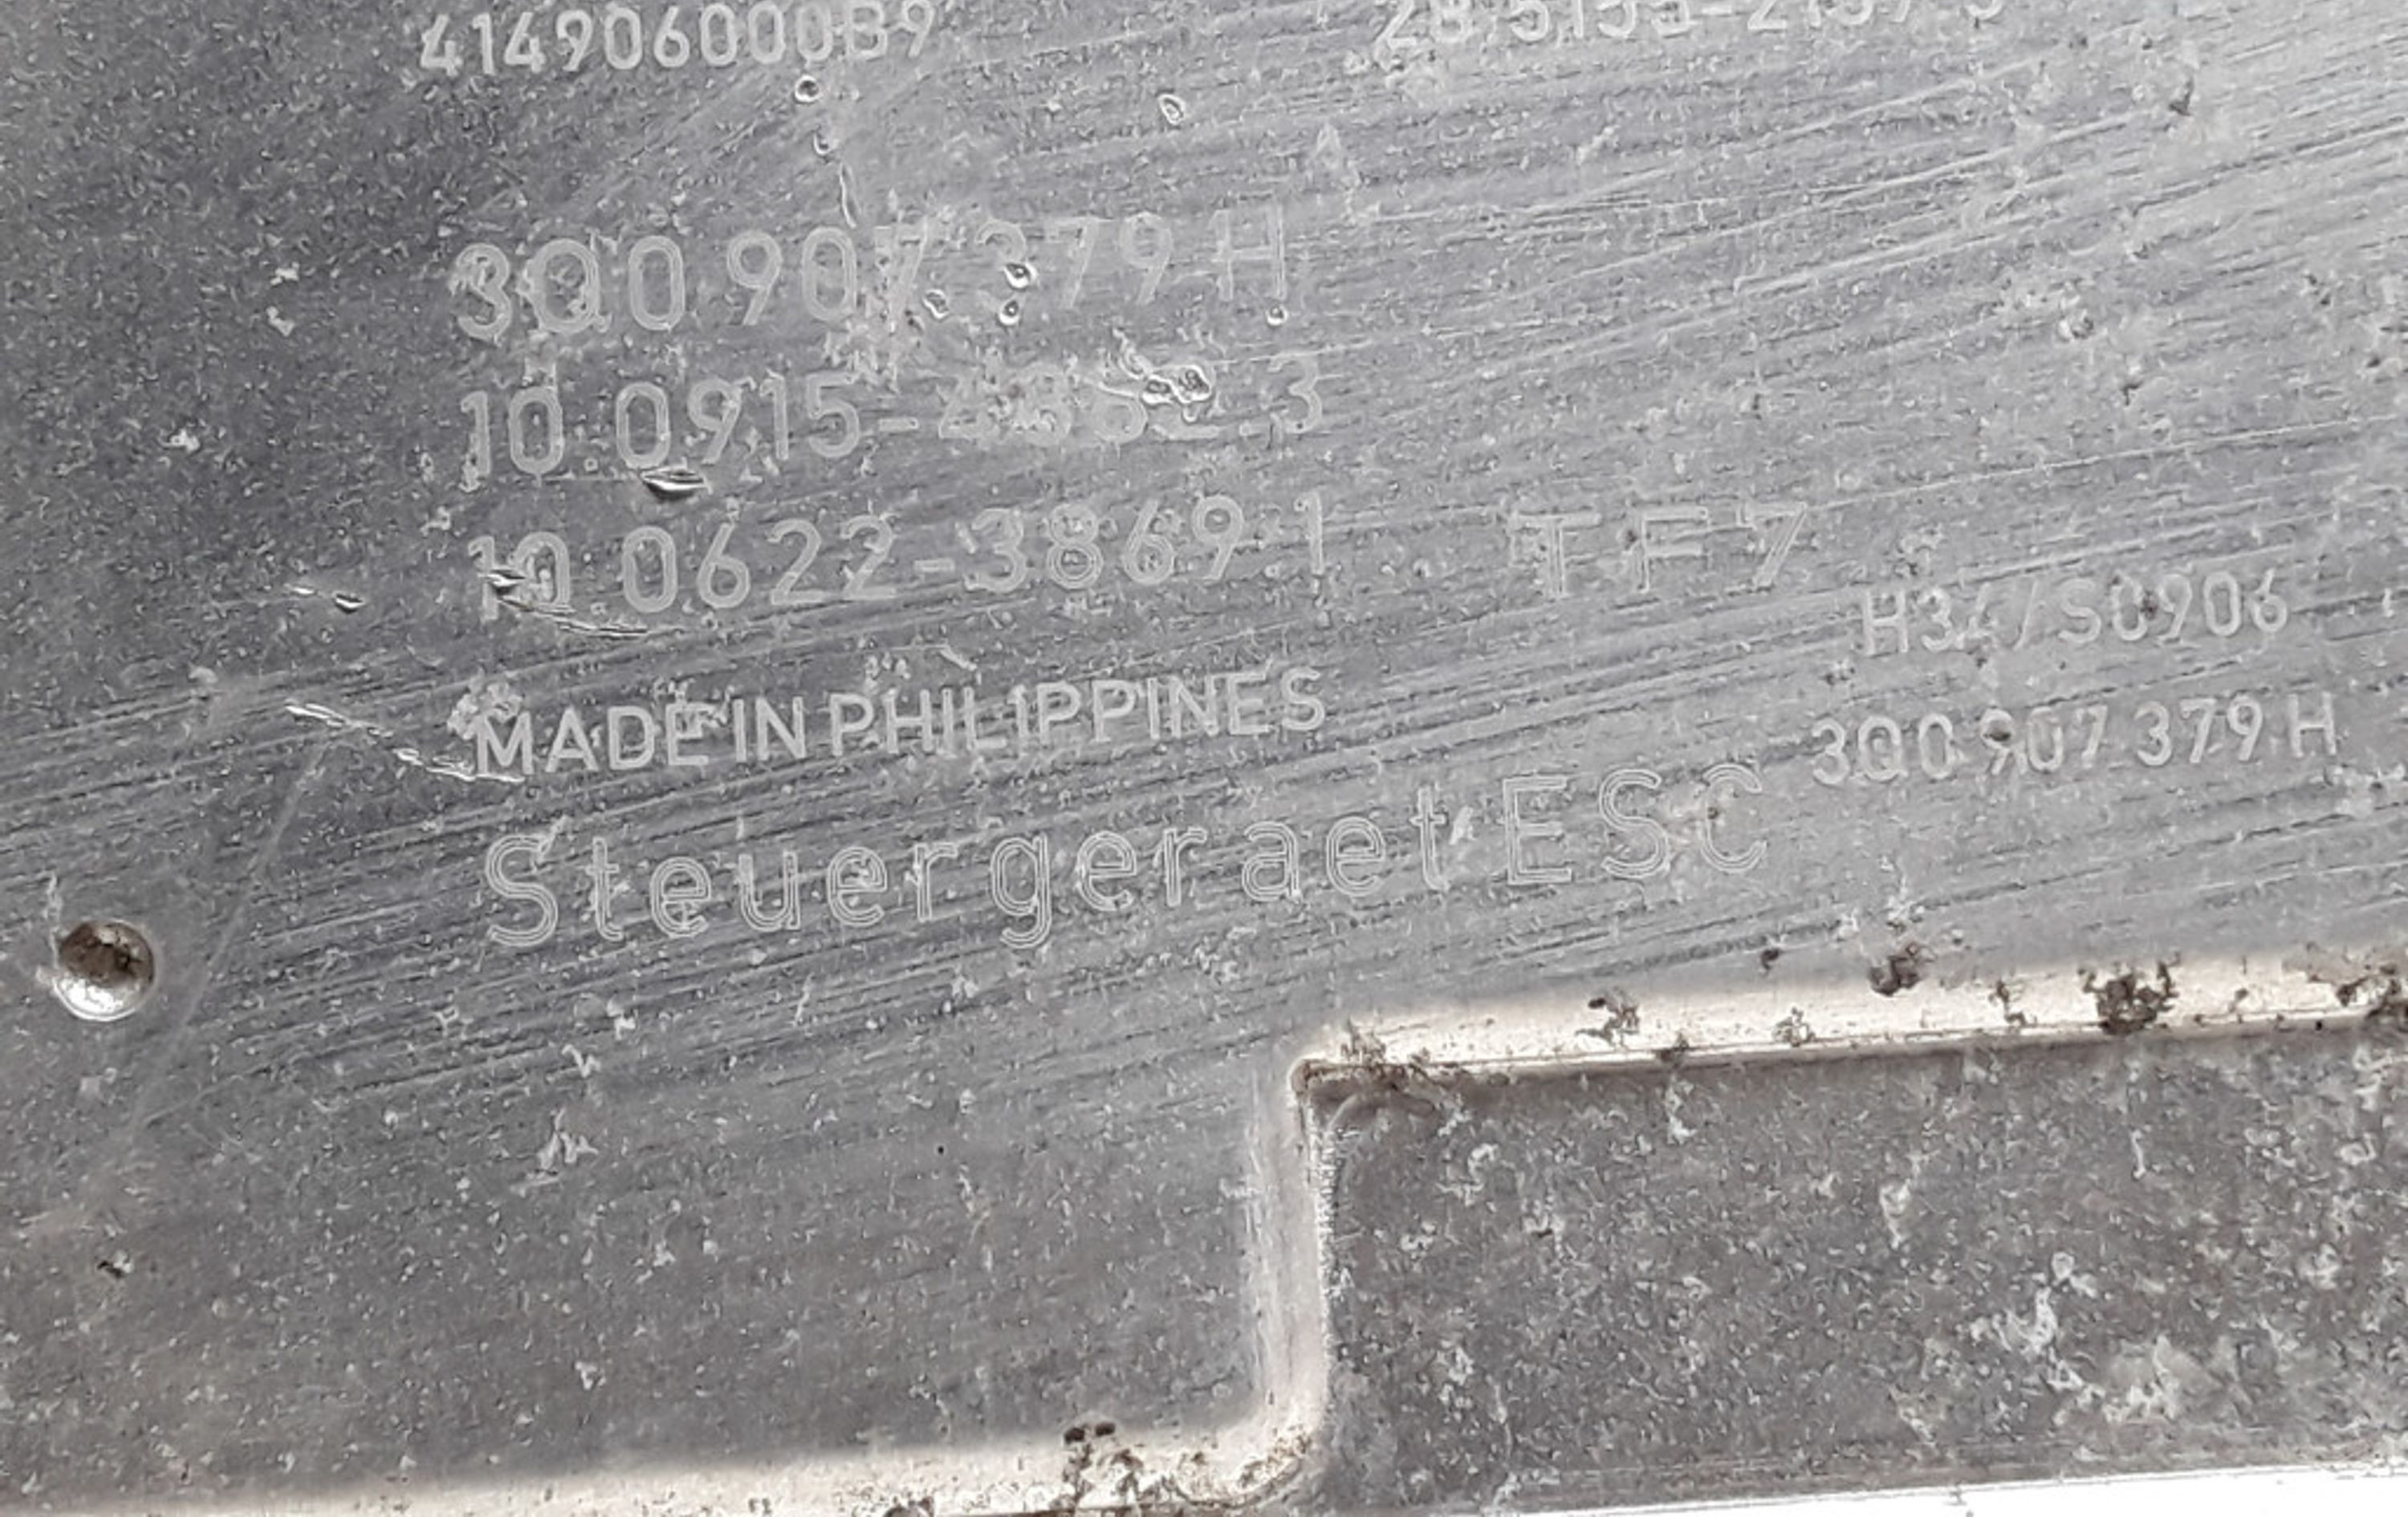 414906000B9
3Q0 907 379 H
10.0622-3869.1 TF7
H34/S0906
MADE IN PHILIPPINES
3Q0 907 379 H
Steuergeraet ESC